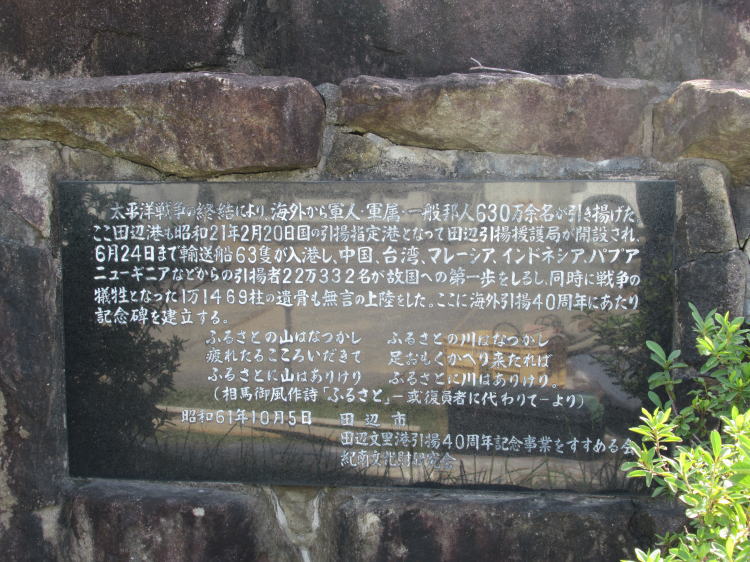 太平洋戦争の終結により、海外から軍人・軍属・一般邦人630万余名が引き揚げた。
ここ田辺港も昭和21年2月20日国の引揚指定港となって田辺引揚援護局が開設され、
6月24日まで輸送船63隻が入港し、中国、台湾、マレーシア、インドネシア、パプア
ニューギニアなどからの引揚者22万332名が故国への第一歩をしるし、同時に戦争の
犠牲となった1万1469柱の遺骨も無言の上陸をした。ここに海外引揚40周年にあたり
記念碑を建立する。
ふるさとの山はなつかし　ふるさとの川はなつかし
疲れたるこころいだきて　足おもくかへり来たれば
ふるさとに山はありけり　ふるさとに川はありけり。
（相馬御風作詩「ふるさと」－或復員者に代わりて－より）
昭和61年10月5日　田辺市
田辺文里港引揚40周年記念事業をすすめる会
紀南文化財研究会